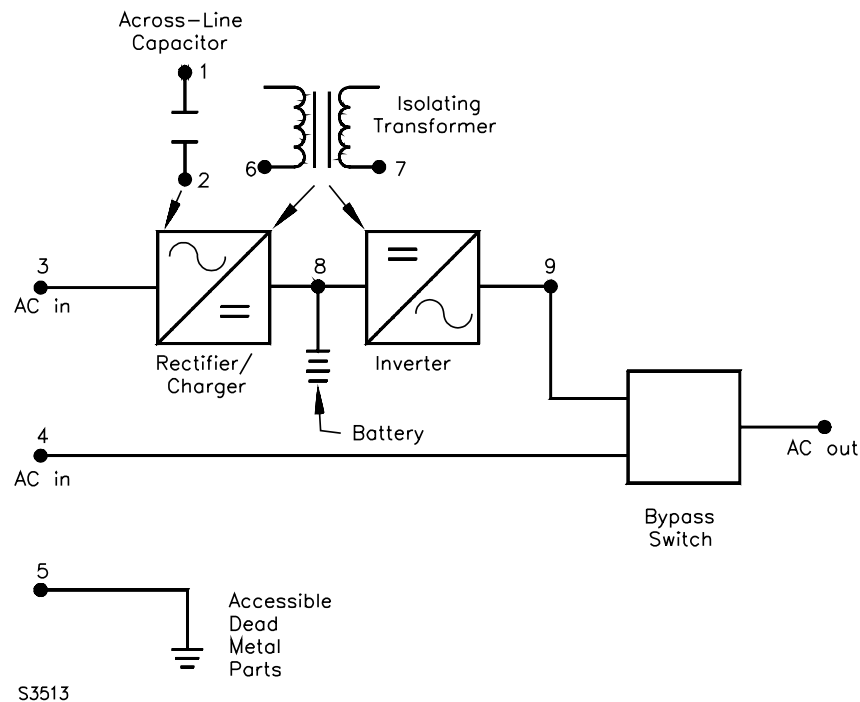 Across-Line
Capacitor
1
2
Isolating
Transformer
6
7
3
AC in
8
9
Rectifier/
Charger
Inverter
Battery
4
AC in
AC out
Bypass
Switch
5
Accessible
Dead
Metal
Parts
S3513